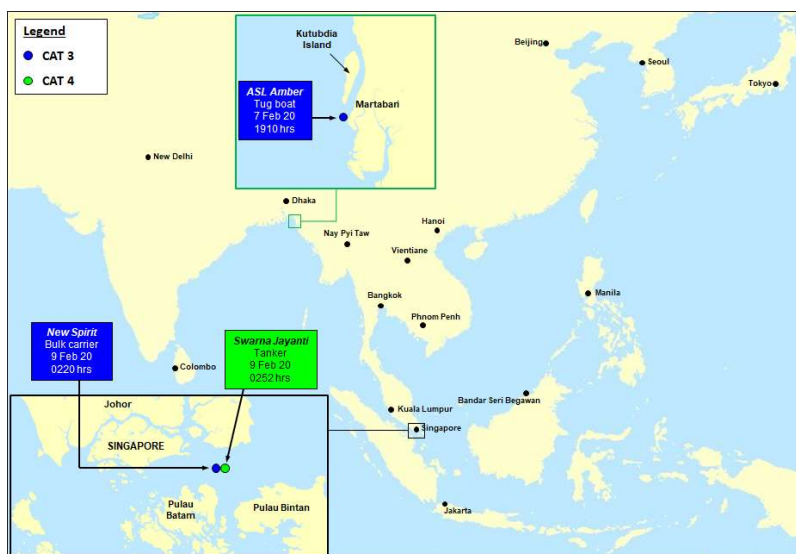 Legend
CAT 3
CAT 4
Kutubdia
Island
ASL Amber
Tug boat
7 Feb 20
1910 hrs
Martabari
Beijing
Seoul
Tokyo
New Delhi
Dhaka
Hanoi
Nay Pyi Taw
Vientiane
Bangkok
Manila
Phnom Penh
New Spirit
Bulk carrier
9 Feb 20
0220 hrs
Swarna Jayanti
Tanker
9 Feb 20
0252 hrs
Colombo
Bandar Seri Begawan
Kuala Lumpur
Singapore
Johor
SINGAPORE
Pulau
Batam
Pulau Bintan
Jakarta